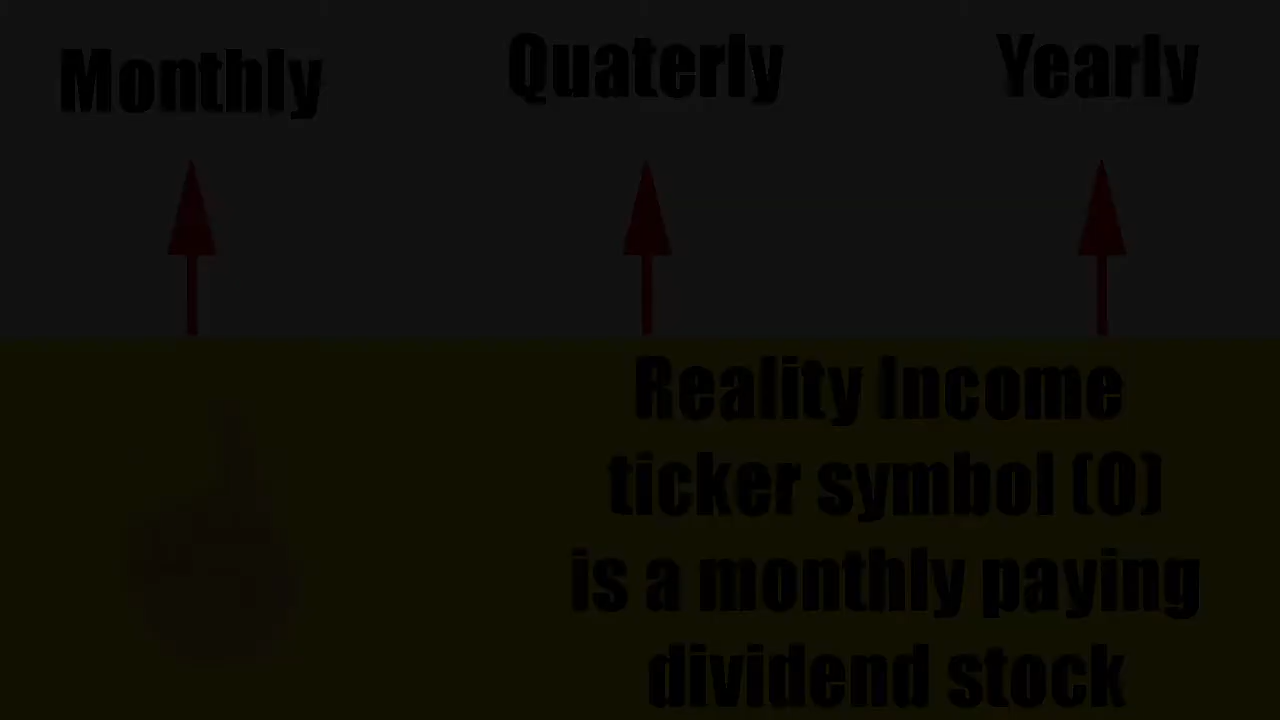 Monthly
Quaterly
Yearly
Reality Income
ticker symbol (O)
is a monthly paying
dividend stock